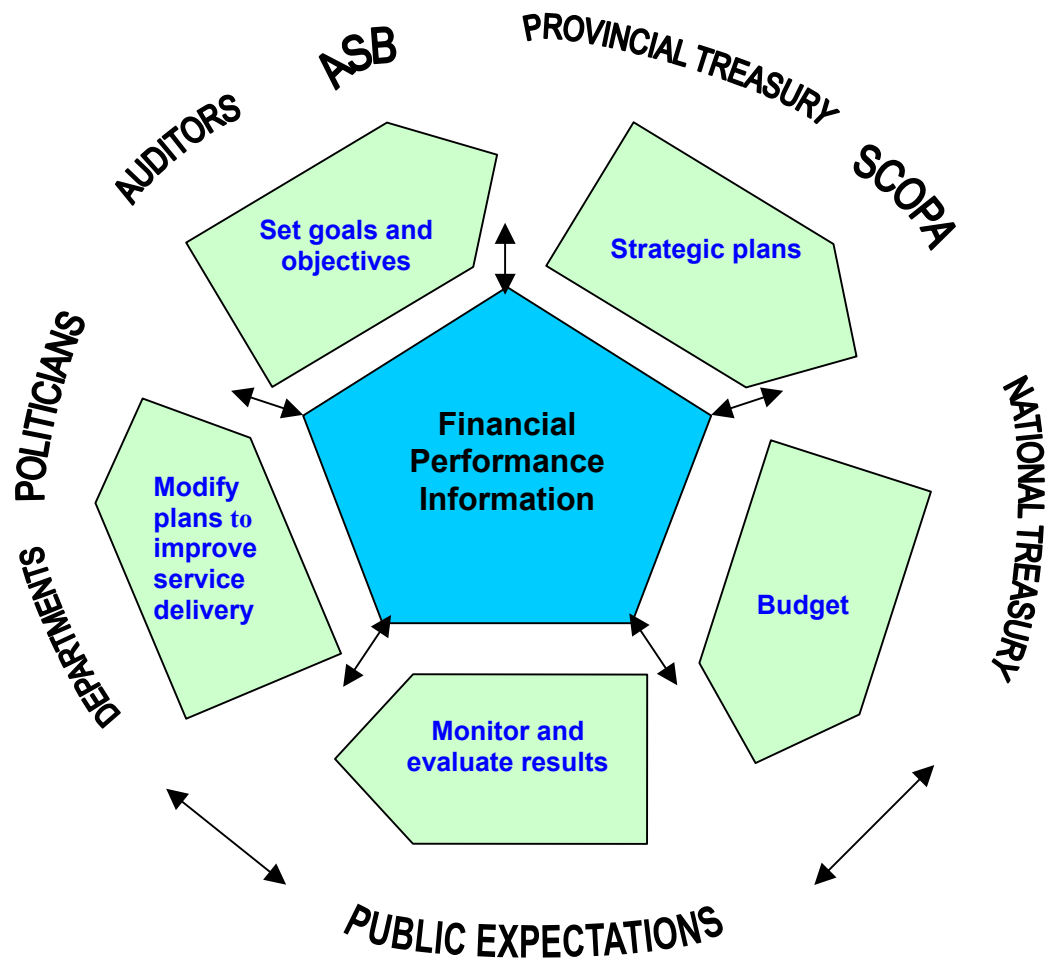 ASB
PROVINCIAL TREASURY
AUDITORS
SCOPA
Set goals and
objectives
Strategic plans
POLITICIANS
NATIONAL TREASURY
Financial
Performance
Information
Modify
plans to
improve
service
delivery
DEPARTMENTS
Budget
Monitor and
evaluate results
PUBLIC EXPECTATIONS